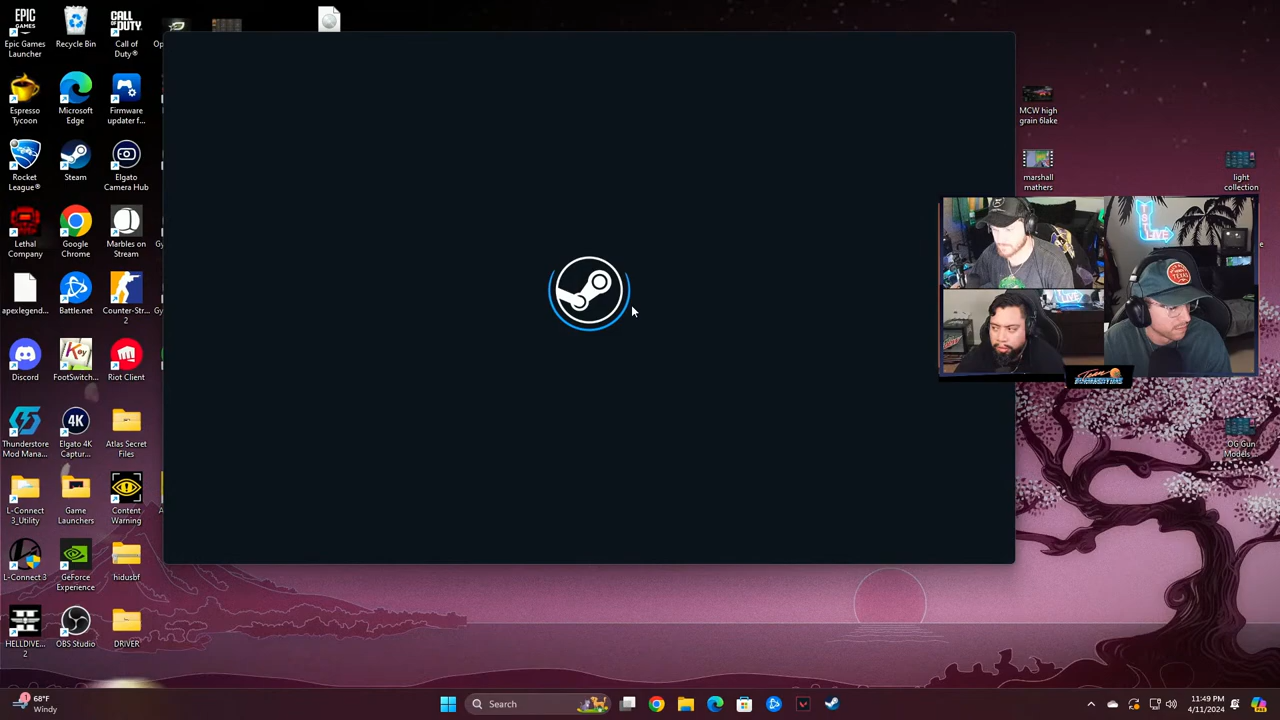 EPIC
GAMES
CALL OF
DUTY
Epic Games
Launcher
Recycle Bin
Call of
Duty®
Espresso
Tycoon
Microsoft
Edge
Firmware
updater f...
MCW high
grain 6lake
Rocket
League®
Steam
Elgato
Camera Hub
marshall
mathers
light
collection
Lethal
Company
Google
Chrome
Marbles on
Stream
LIVE
apexlegend...
Battle.net
Counter-Str...
2
TEXAS
Key
Discord
FootSwitch...
Riot Client
Team
4K
Thunderstore
Mod Mana...
Elgato 4K
Captur...
Atlas Secret
Files
OG Gun
Models ...
L-Connect
3_Utility
Game
Launchers
Content
Warning
L-Connect 3
GeForce
Experience
hidusbf
HELLDIVE...
2
OBS Studio
DRIVER
1
68°F
Windy
Search
11:49 PM
4/11/2024